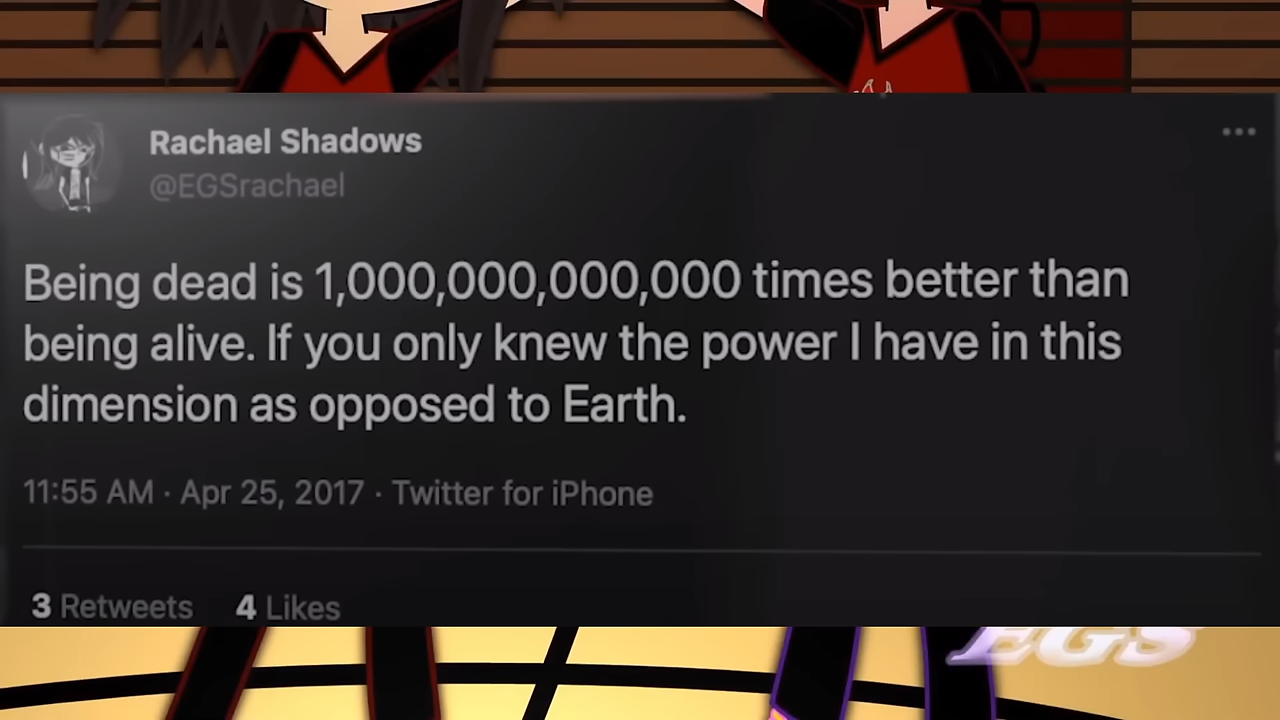 Rachael Shadows
@EGSrachael
Being dead is 1,000,000,000,000 times better than
being alive. If you only knew the power I have in this
dimension as opposed to Earth.
11:55 AM · Apr 25, 2017 · Twitter for iPhone
3 Retweets 4 Likes
EGS